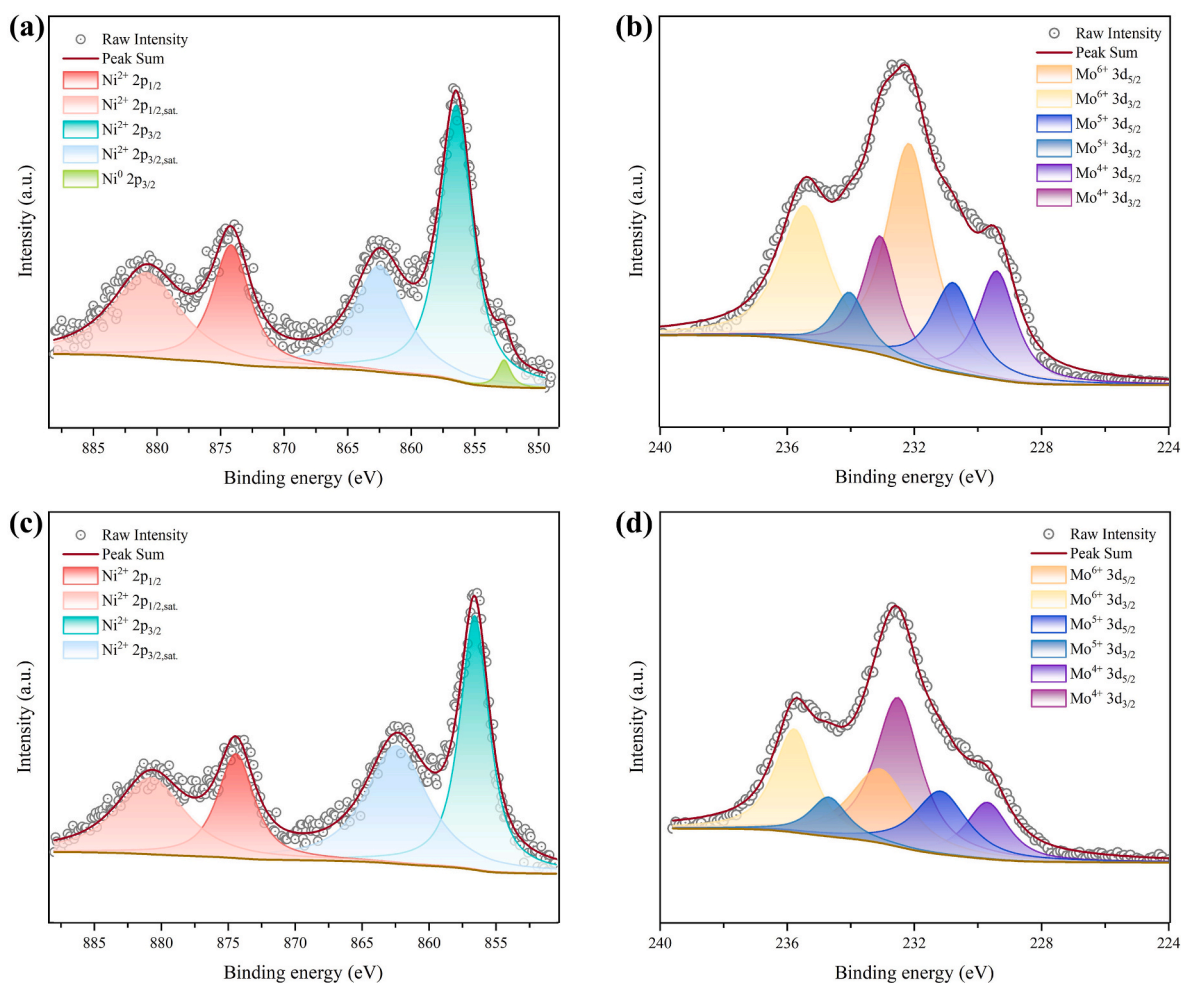 (a)
Raw Intensity
Peak Sum
Ni²⁺ 2p₁/₂
Ni²⁺ 2p₁/₂,sat.
Ni²⁺ 2p₃/₂
Ni²⁺ 2p₃/₂,sat.
Ni⁰ 2p₃/₂
Intensity (a.u.)
885 880 875 870 865 860 855 850
Binding energy (eV)
(b)
Raw Intensity
Peak Sum
Mo⁶⁺ 3d₅/₂
Mo⁶⁺ 3d₃/₂
Mo⁵⁺ 3d₅/₂
Mo⁵⁺ 3d₃/₂
Mo⁴⁺ 3d₅/₂
Mo⁴⁺ 3d₃/₂
Intensity (a.u.)
240 236 232 228 224
Binding energy (eV)
(c)
Raw Intensity
Peak Sum
Ni²⁺ 2p₁/₂
Ni²⁺ 2p₁/₂,sat.
Ni²⁺ 2p₃/₂
Ni²⁺ 2p₃/₂,sat.
Intensity (a.u.)
885 880 875 870 865 860 855
Binding energy (eV)
(d)
Raw Intensity
Peak Sum
Mo⁶⁺ 3d₅/₂
Mo⁶⁺ 3d₃/₂
Mo⁵⁺ 3d₅/₂
Mo⁵⁺ 3d₃/₂
Mo⁴⁺ 3d₅/₂
Mo⁴⁺ 3d₃/₂
Intensity (a.u.)
240 236 232 228 224
Binding energy (eV)